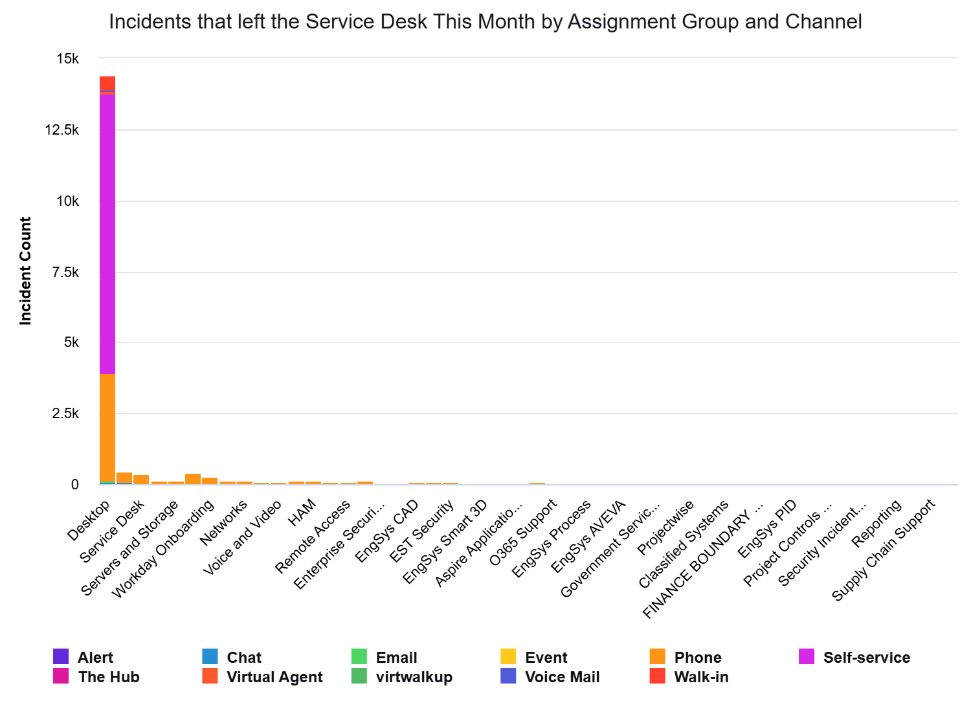 Incidents that left the Service Desk This Month by Assignment Group and Channel
15k
12.5k
10k
7.5k
5k
2.5k
0
Incident Count
Desktop
Service Desk
Servers and Storage
Workday Onboarding
Networks
Voice and Video
HAM
Remote Access
Enterprise Securi...
EngSys CAD
EST Security
EngSys Smart 3D
Aspire Applicatio...
O365 Support
EngSys Process
EngSys AVEVA
Government Servic...
Projectwise
Classified Systems
FINANCE BOUNDARY ...
EngSys PID
Project Controls ...
Security Incident...
Reporting
Supply Chain Support
Alert Chat Email Event Phone Self-service
The Hub Virtual Agent virtwalkup Voice Mail Walk-in